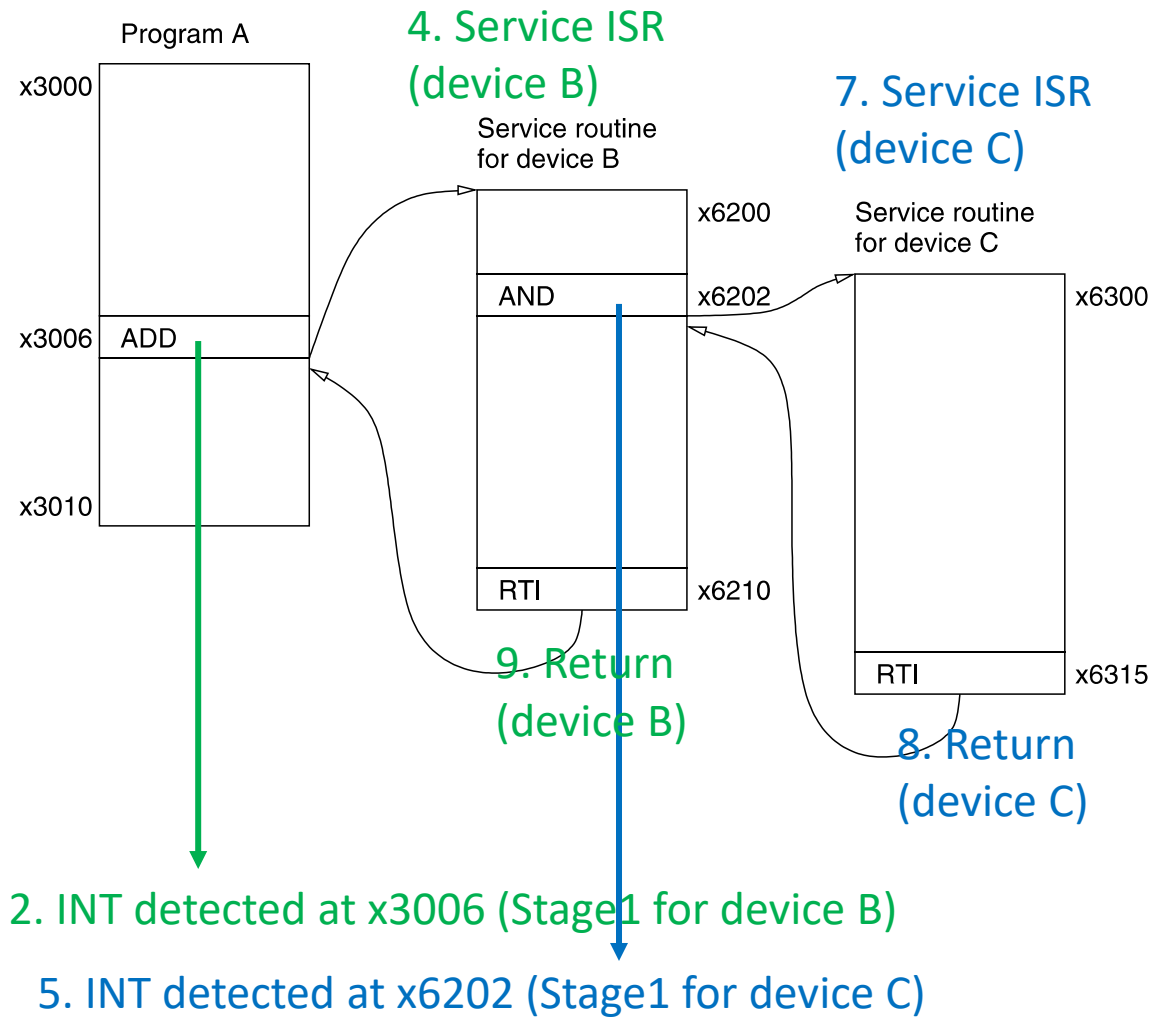 Program A
x3000
x3006
ADD
x3010
4. Service ISR
(device B)
Service routine
for device B
x6200
AND
x6202
RTI
x6210
9. Return
(device B)
7. Service ISR
(device C)
Service routine
for device C
x6300
RTI
x6315
8. Return
(device C)
2. INT detected at x3006 (Stage1 for device B)
5. INT detected at x6202 (Stage1 for device C)